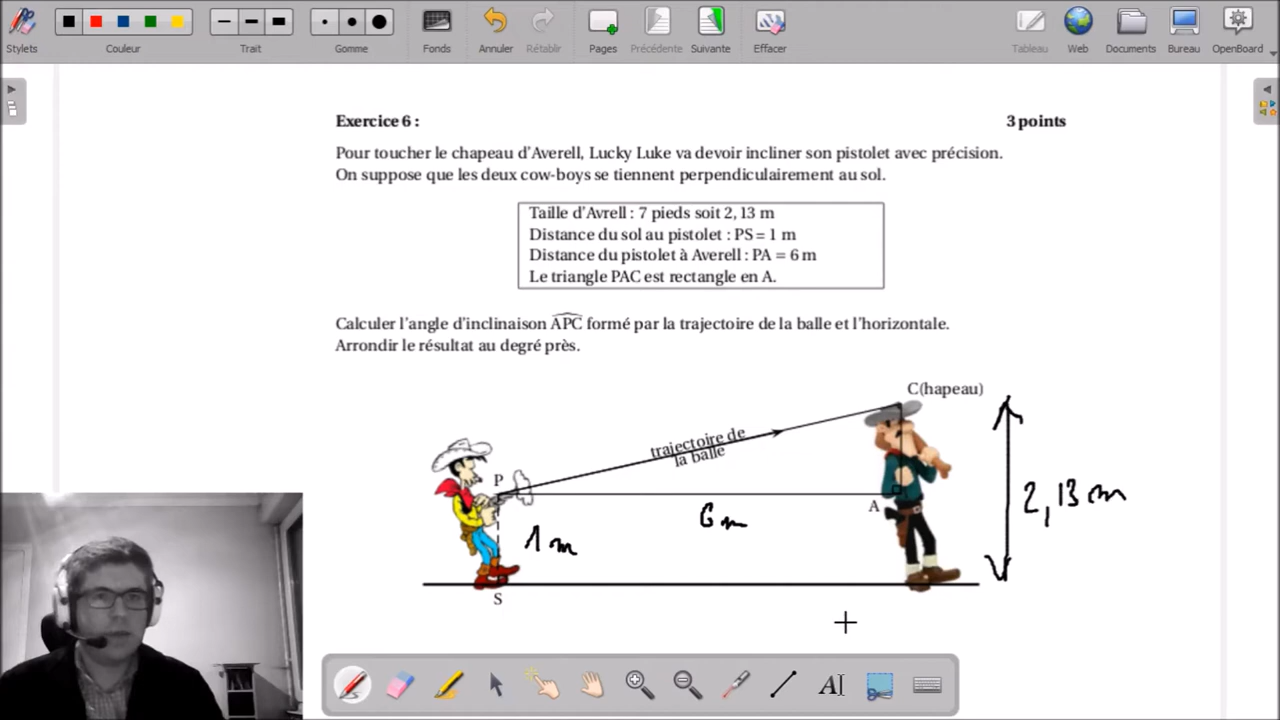 Stylets
Couleur
Trait
Gomme
Fonds
Annuler
Rétablir
Pages
Précédente
Suivante
Effacer
Tableau
Web
Documents
Bureau
OpenBoard
Exercice 6 :
3 points
Pour toucher le chapeau d'Averell, Lucky Luke va devoir incliner son pistolet avec précision.
On suppose que les deux cow-boys se tiennent perpendiculairement au sol.
Taille d'Avrell : 7 pieds soit 2, 13 m
Distance du sol au pistolet : PS = 1 m
Distance du pistolet à Averell : PA = 6 m
Le triangle PAC est rectangle en A.
Calculer l'angle d'inclinaison APC formé par la trajectoire de la balle et l'horizontale.
Arrondir le résultat au degré près.
C(hapeau)
trajectoire de
la balle
P
A
2,13 m
6 m
1 m
S
AI